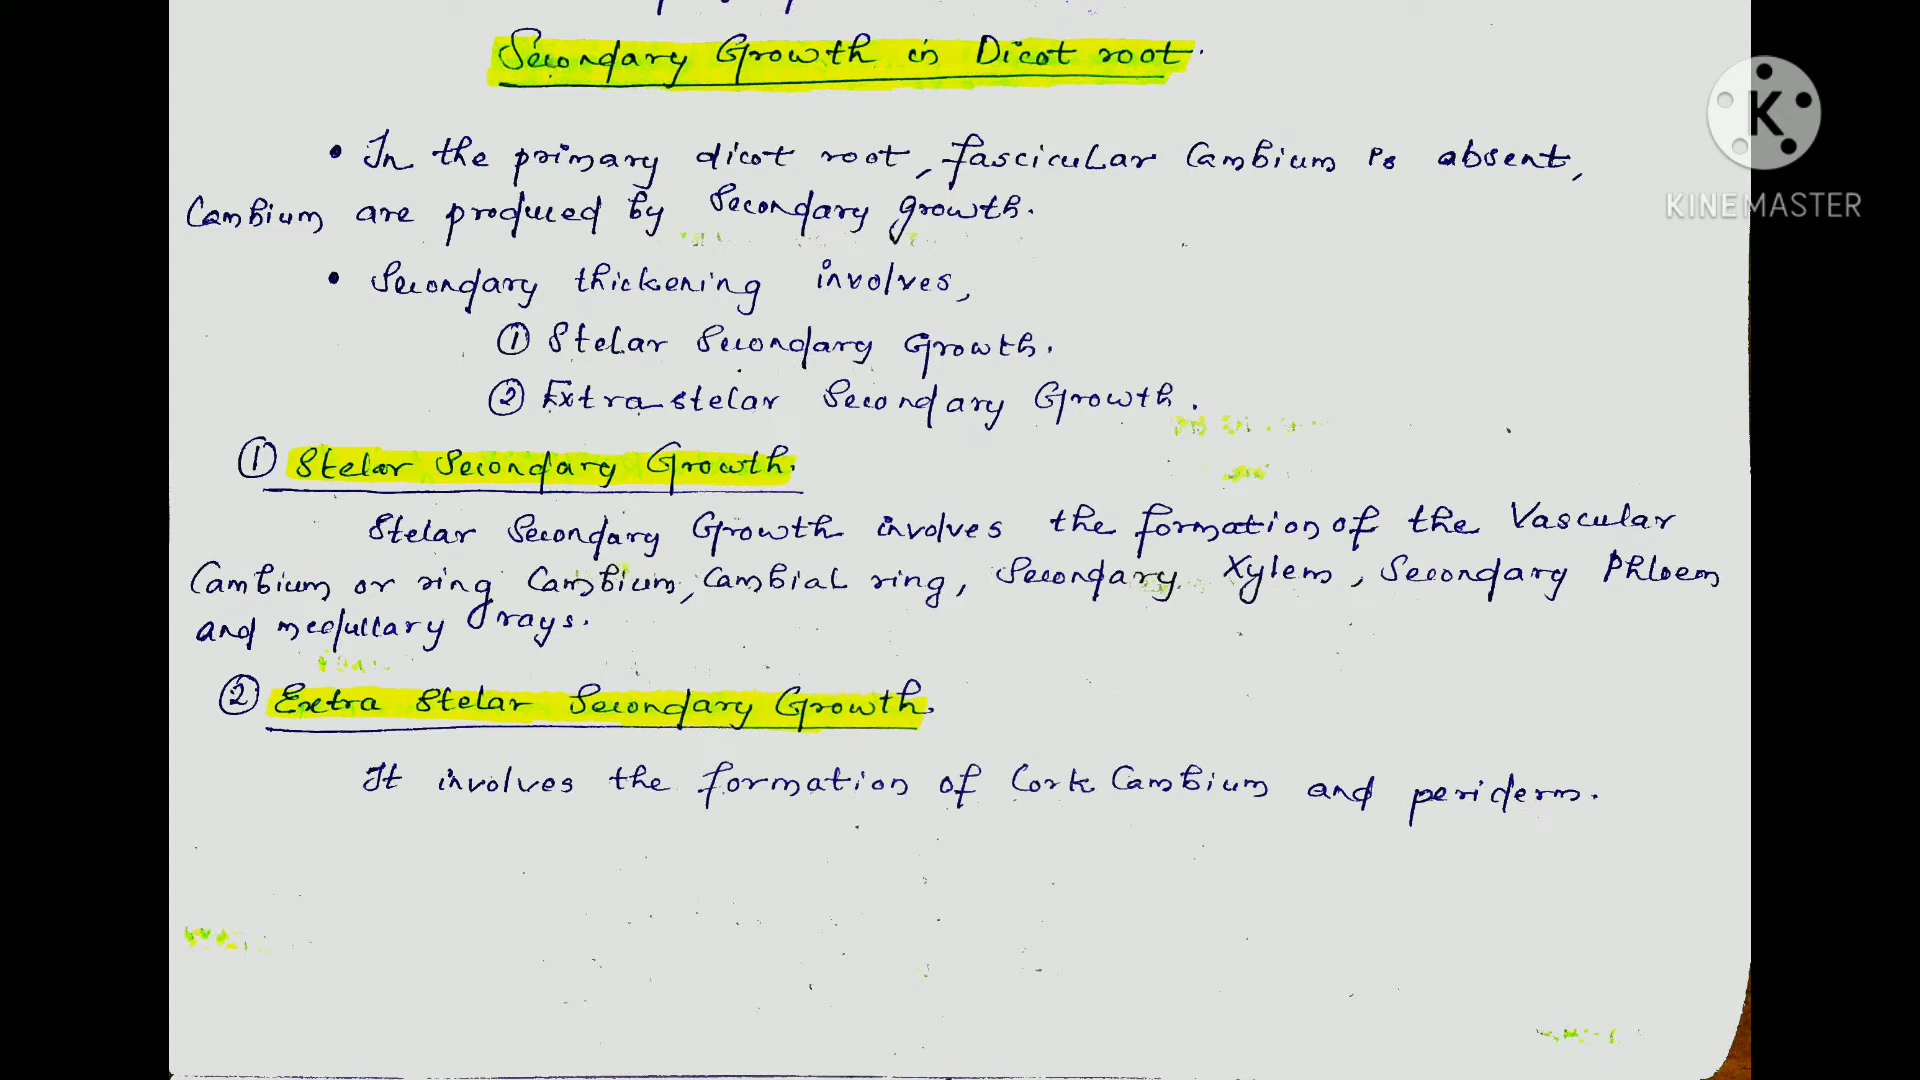 Secondary Growth in Dicot root.
• In the primary dicot root, fascicular Cambium is absent,
Cambium are produced by Secondary growth.
• Secondary thickening involves,
① Stelar Secondary Growth.
② Extrastelar Secondary Growth.
① Stelar Secondary Growth.
Stelar Secondary Growth involves the formation of the Vascular
Cambium or ring Cambium, Cambial ring, Secondary Xylem, Secondary Phloem
and medullary rays.
② Extra Stelar Secondary Growth.
It involves the formation of Cork Cambium and periderm.
K
KINEMASTER